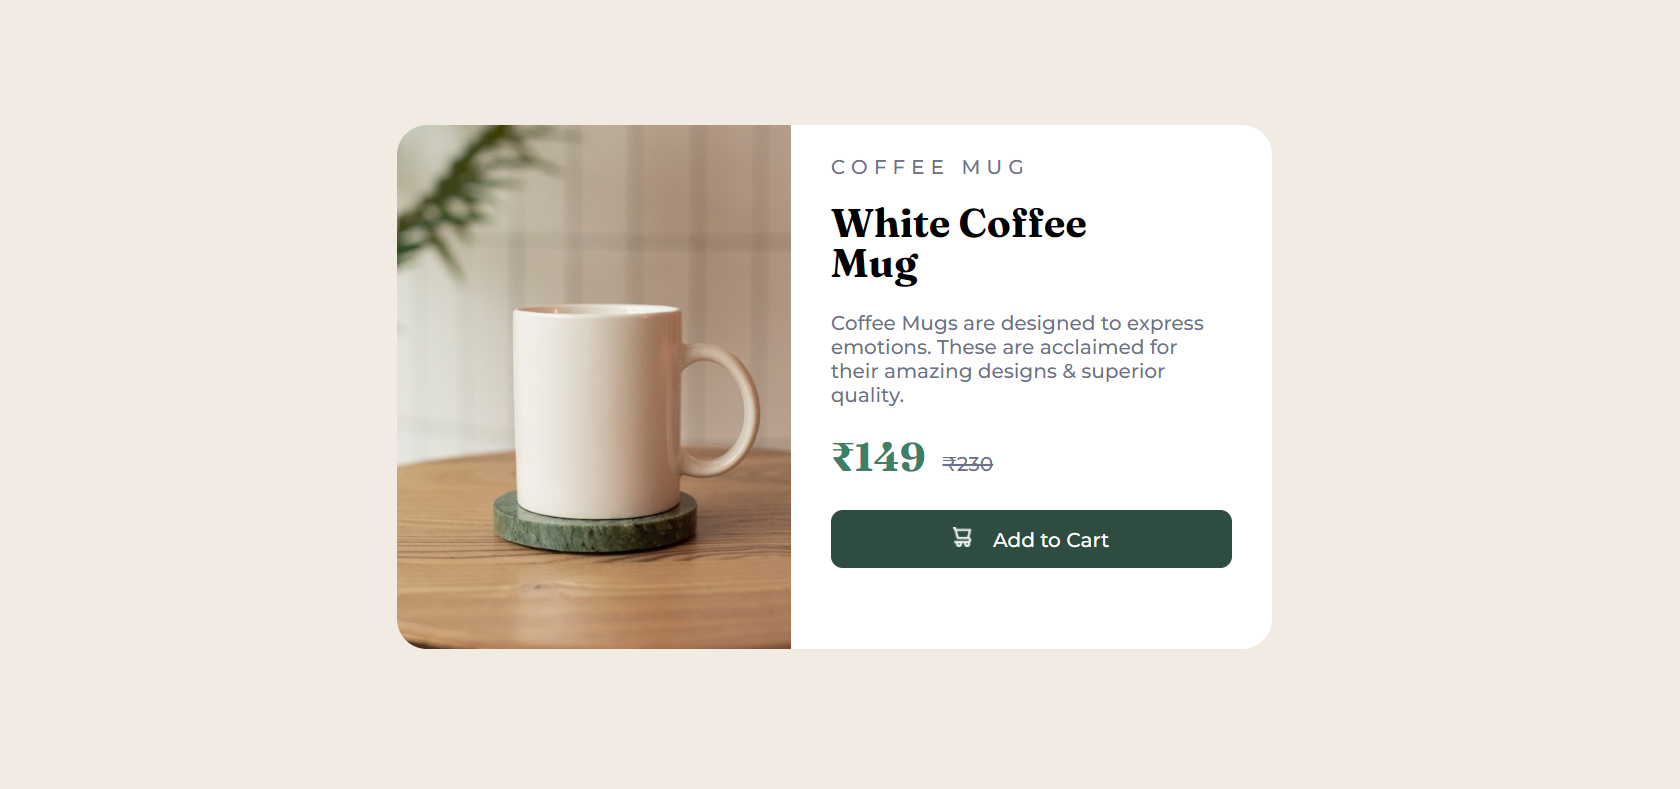 COFFEE MUG
White Coffee
Mug
Coffee Mugs are designed to express
emotions. These are acclaimed for
their amazing designs & superior
quality.
₹149 ₹230
Add to Cart